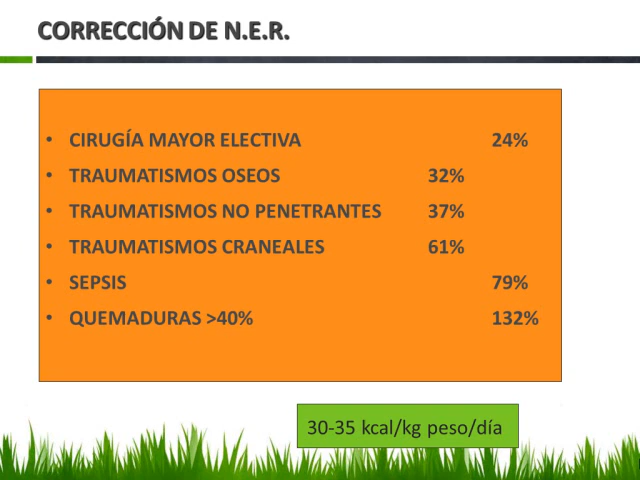 CORRECCIÓN DE N.E.R.
• CIRUGÍA MAYOR ELECTIVA 24%
• TRAUMATISMOS OSEOS 32%
• TRAUMATISMOS NO PENETRANTES 37%
• TRAUMATISMOS CRANEALES 61%
• SEPSIS 79%
• QUEMADURAS >40% 132%
30-35 kcal/kg peso/día